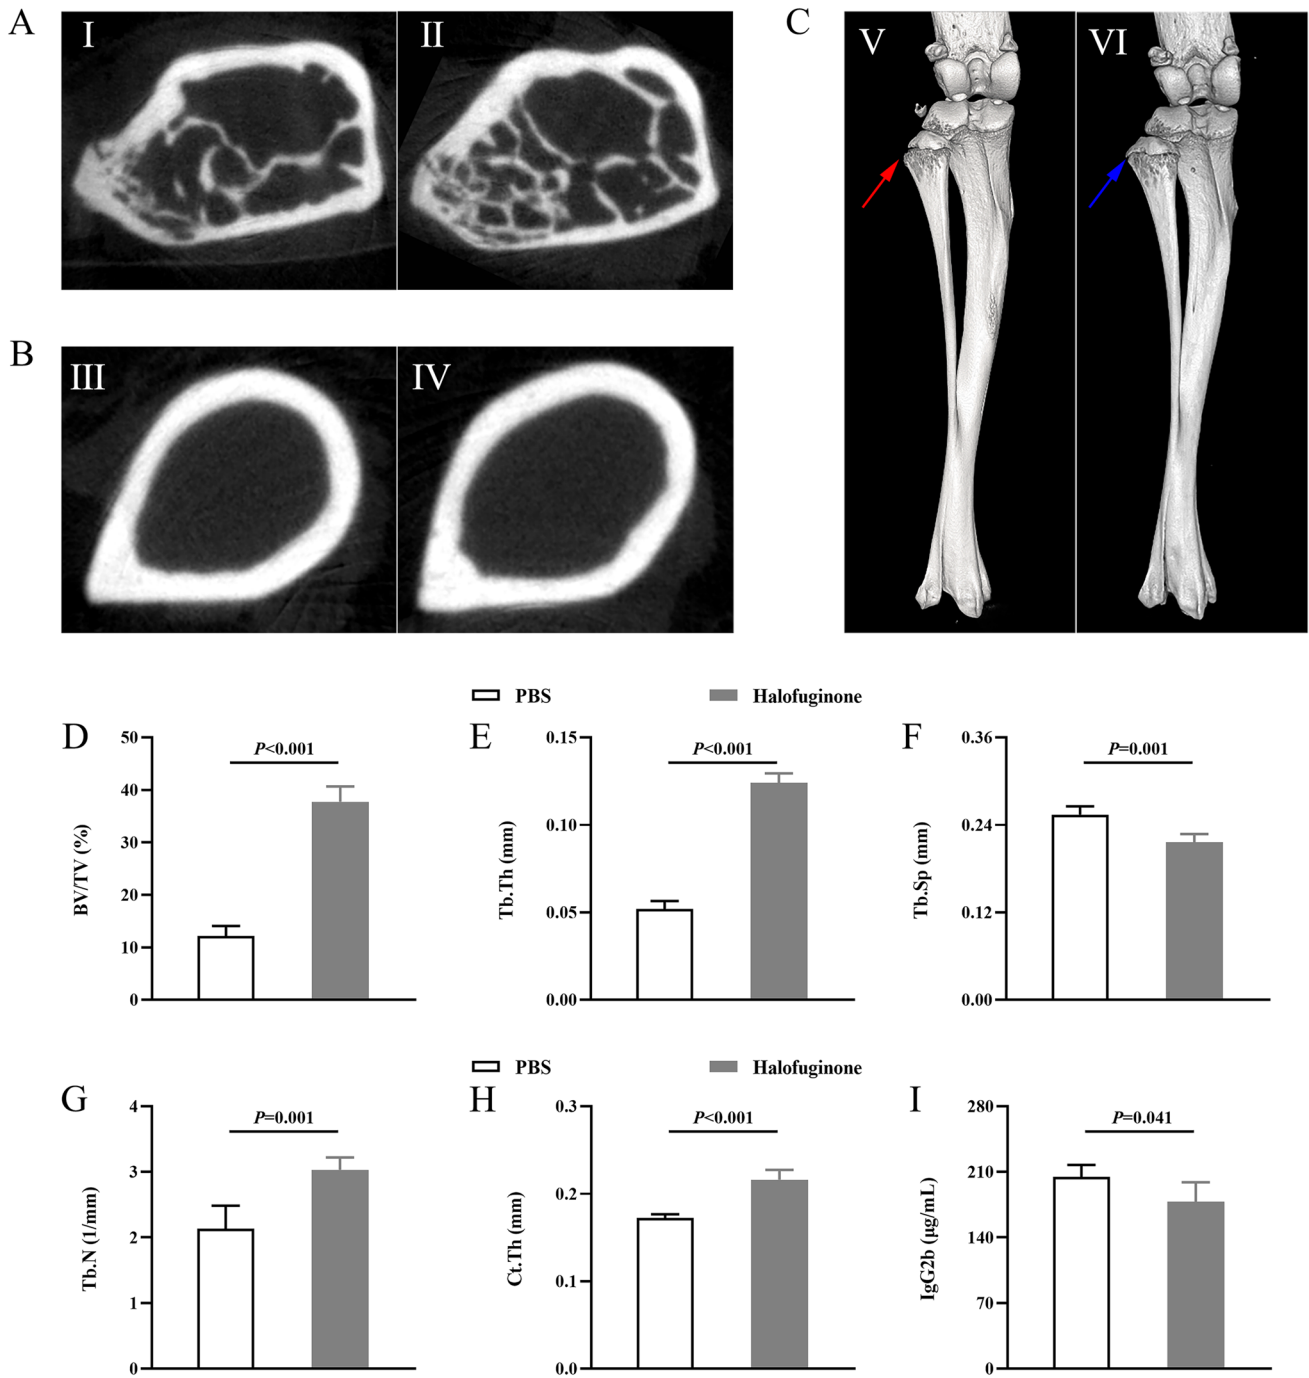 A
I
II
C
V
VI
B
III
IV
PBS
Halofuginone
D
P<0.001
50
40
30
20
10
0
BV/TV (%)
E
P<0.001
0.15
0.10
0.05
0.00
Tb.Th (mm)
F
P=0.001
0.36
0.24
0.12
0.00
Tb.Sp (mm)
PBS
Halofuginone
G
P=0.001
4
3
2
1
0
Tb.N (1/mm)
H
P<0.001
0.3
0.2
0.1
0.0
Ct.Th (mm)
I
P=0.041
280
210
140
70
0
IgG2b (μg/mL)